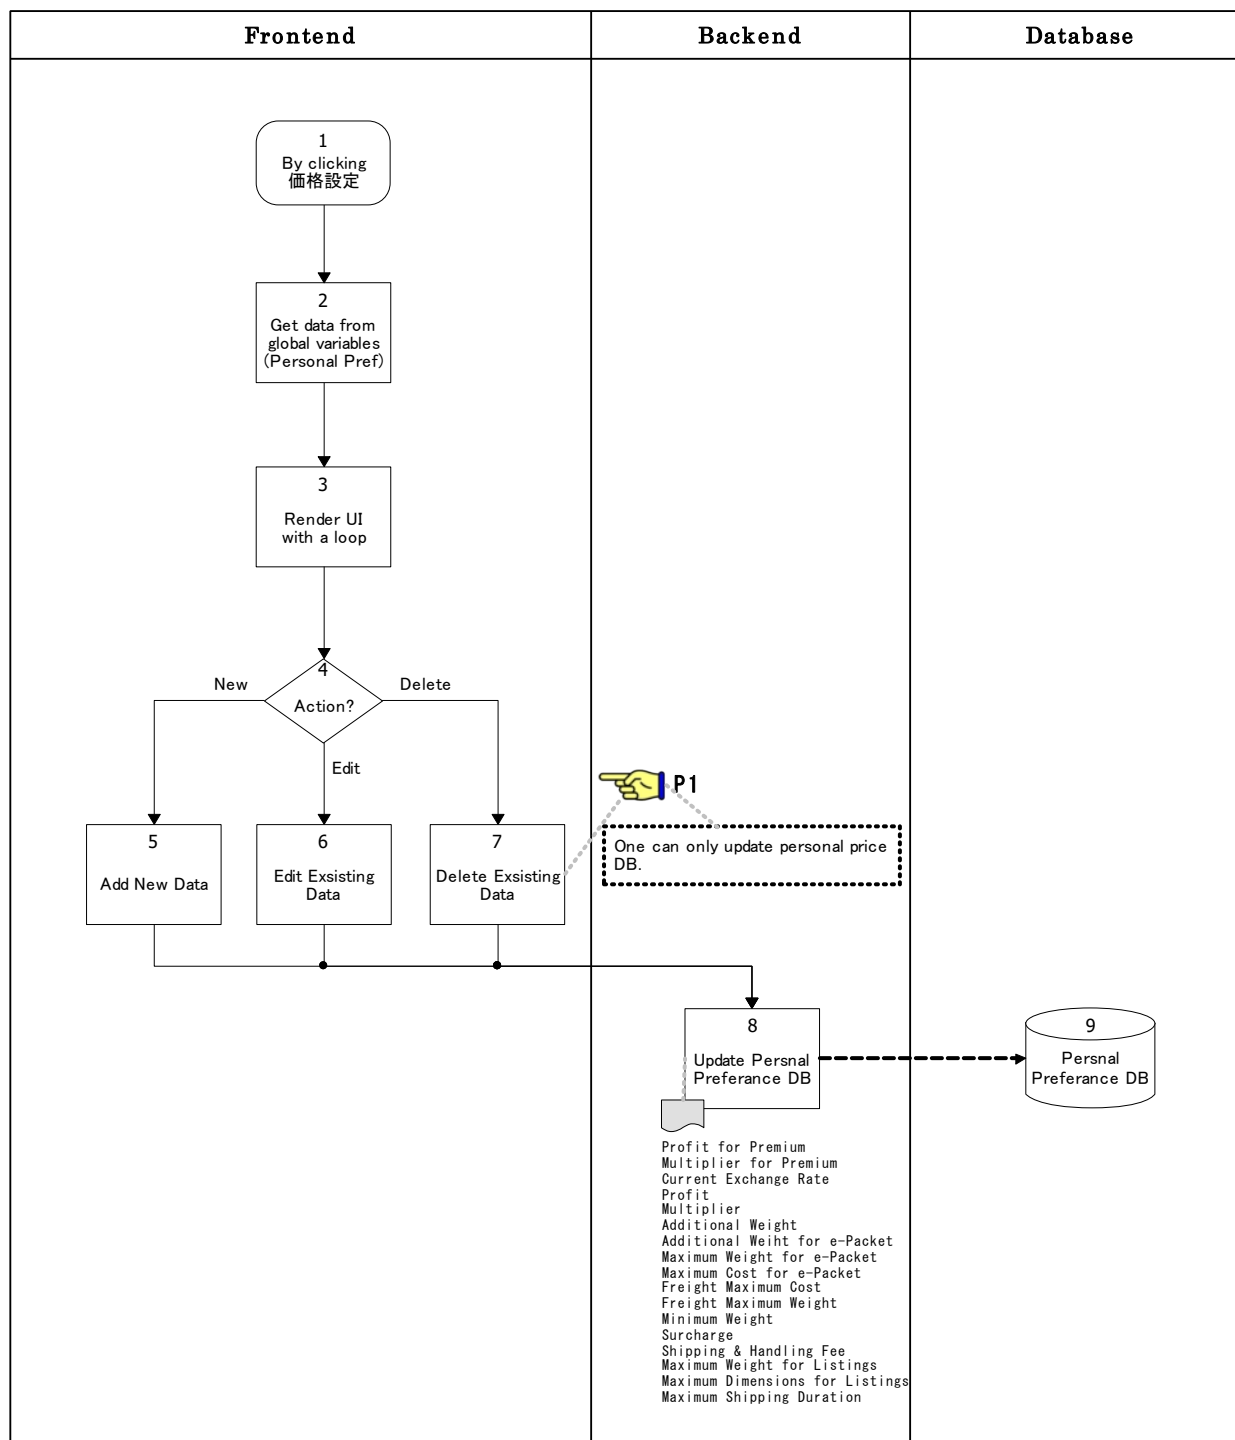 Frontend
Backend
Database
1
By clicking
価格設定
2
Get data from
global variables
(Personal Pref)
3
Render UI
with a loop
4
Action?
New
Delete
Edit
P1
One can only update personal price
DB.
5
Add New Data
6
Edit Exsisting
Data
7
Delete Exsisting
Data
8
Update Persnal
Preferance DB
9
Persnal
Preferance DB
Profit for Premium
Multiplier for Premium
Current Exchange Rate
Profit
Multiplier
Additional Weight
Additional Weiht for e-Packet
Maximum Weight for e-Packet
Maximum Cost for e-Packet
Freight Maximum Cost
Freight Maximum Weight
Minimum Weight
Surcharge
Shipping & Handling Fee
Maximum Weight for Listings
Maximum Dimensions for Listings
Maximum Shipping Duration